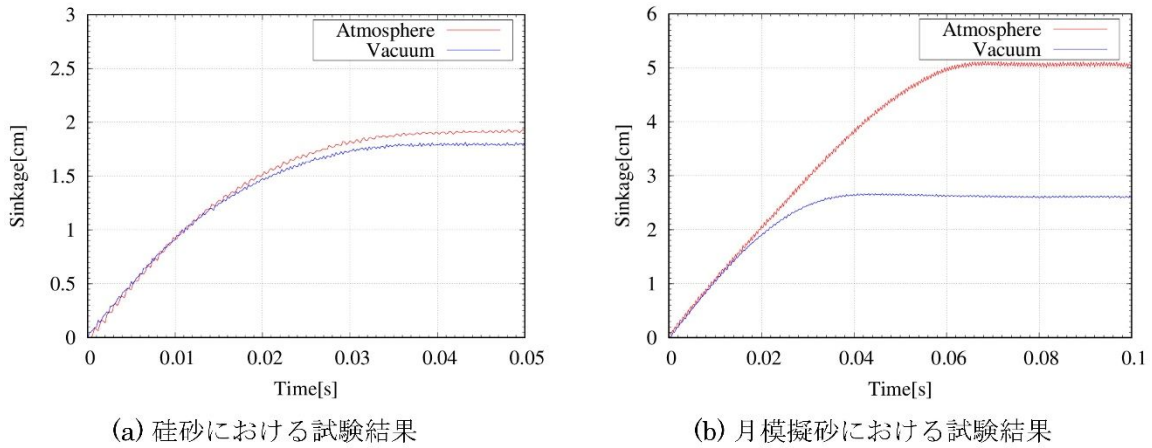 3
2.5
2
1.5
1
0.5
0
Sinkage[cm]
Atmosphere
Vacuum
0 0.01 0.02 0.03 0.04 0.05
Time[s]
(a) 硅砂における試験結果
6
5
4
3
2
1
0
Sinkage[cm]
Atmosphere
Vacuum
0 0.02 0.04 0.06 0.08 0.1
Time[s]
(b) 月模擬砂における試験結果